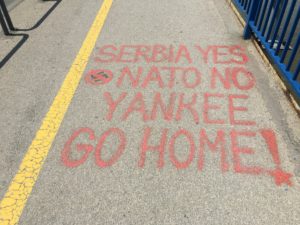 SERBIA YES
NATO NO
YANKEE
GO HOME!